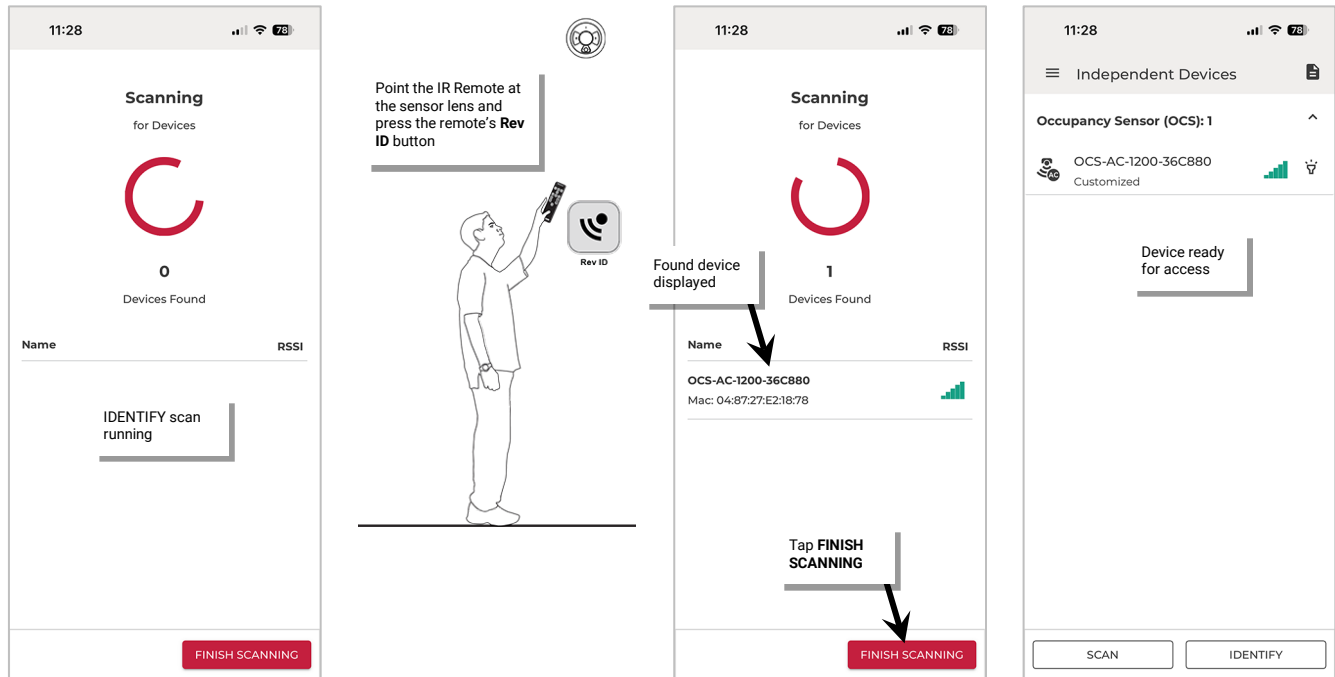 11:28
78
Scanning
for Devices
0
Devices Found
Name RSSI
IDENTIFY scan
running
FINISH SCANNING
Point the IR Remote at
the sensor lens and
press the remote's Rev
ID button
Rev ID
11:28
78
Scanning
for Devices
Found device
displayed
1
Devices Found
Name RSSI
OCS-AC-1200-36C880
Mac: 04:87:27:E2:18:78
Tap FINISH
SCANNING
FINISH SCANNING
11:28
78
Independent Devices
Occupancy Sensor (OCS): 1
AC
OCS-AC-1200-36C880
Customized
Device ready
for access
SCAN IDENTIFY